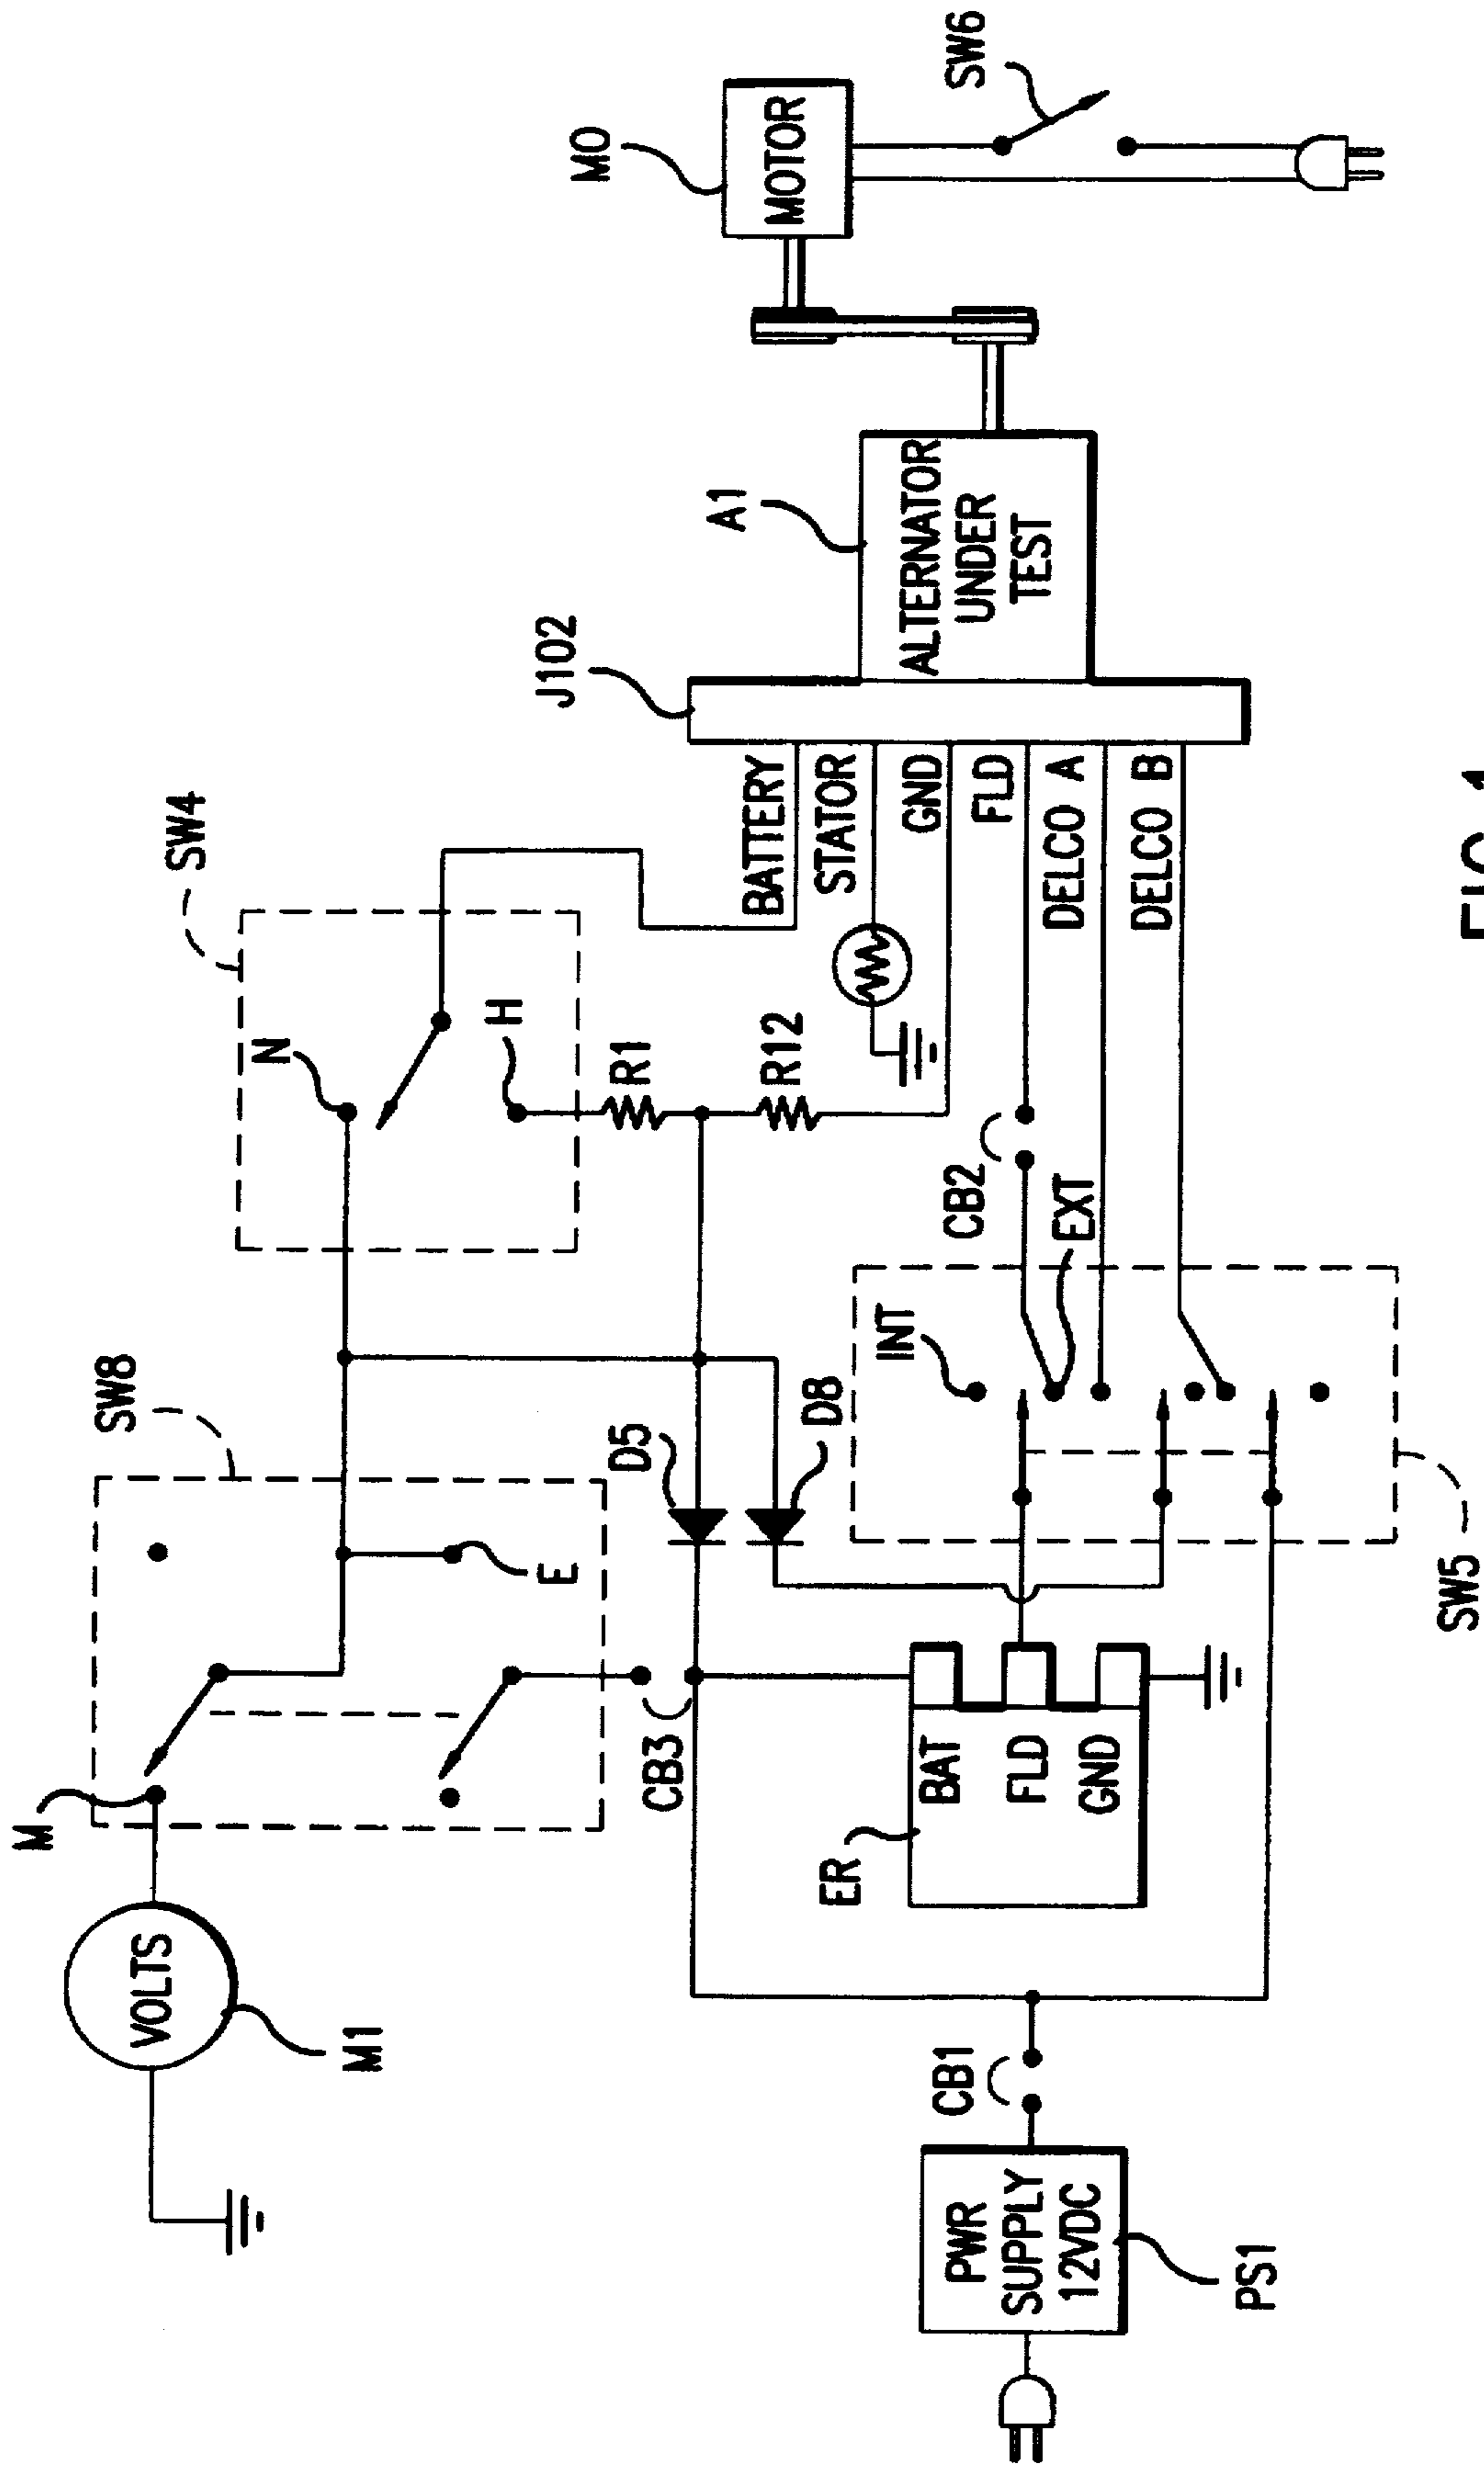 SW8
SW4
M
VOLTS
M1
E
N
H
J102
A1
MO
MOTOR
SW6
D5
D8
CB3
R1
R12
BATTERY
STATOR
GND
FLD
DELCO A
DELCO B
ALTERNATOR
UNDER
TEST
ER
BAT
FLD
GND
INT
CB2
EXT
CB1
PWR
SUPPLY
12VDC
PS1
SW5